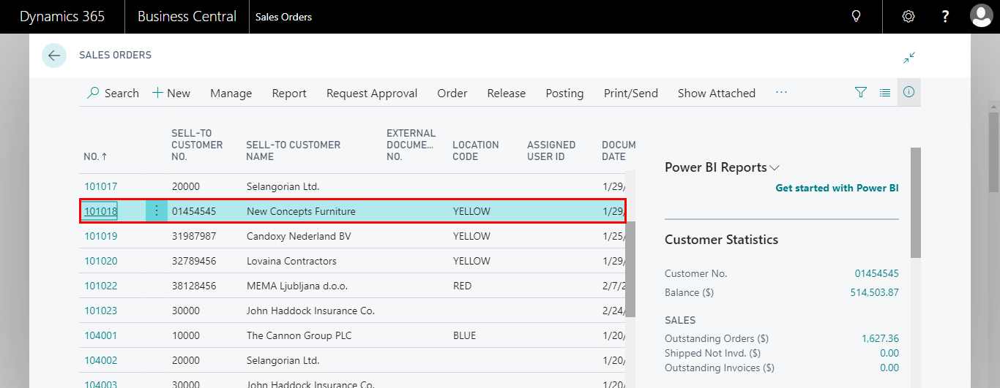 Dynamics 365 Business Central Sales Orders ?
SALES ORDERS
Search + New Manage Report Request Approval Order Release Posting Print/Send Show Attached ...
NO. ↑ SELL-TO CUSTOMER NO. SELL-TO CUSTOMER NAME EXTERNAL DOCUME... NO. LOCATION CODE ASSIGNED USER ID DOCUM DATE
101017 20000 Selangorian Ltd. 1/29/
101018 01454545 New Concepts Furniture YELLOW 1/29/
101019 31987987 Candoxy Nederland BV YELLOW 1/25/
101020 32789456 Lovaina Contractors YELLOW 1/29/
101022 38128456 MEMA Ljubljana d.o.o. RED 2/7/2
101023 30000 John Haddock Insurance Co. 2/24/
104001 10000 The Cannon Group PLC BLUE 1/20/
104002 20000 Selangorian Ltd. 1/20/
104003 30000 John Haddock Insurance Co. 1/20/
Power BI Reports
Get started with Power BI
Customer Statistics
Customer No. 01454545
Balance ($) 514,503.87
SALES
Outstanding Orders ($) 1,627.36
Shipped Not Invd. ($) 0.00
Outstanding Invoices ($) 0.00